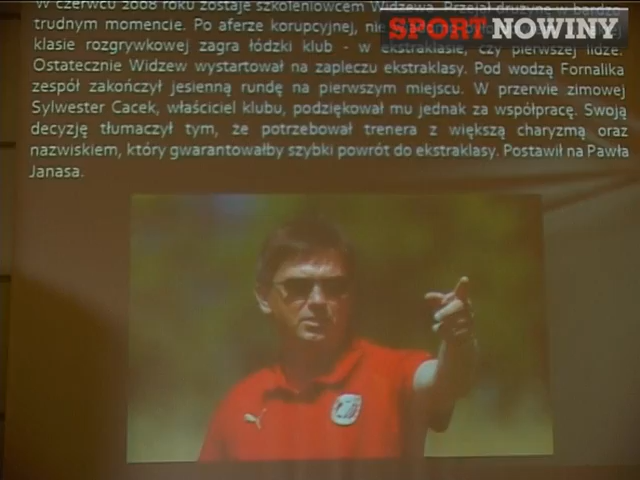 W czerwcu 2008 roku zostaje szkoleniowcem Widzewa. Przejął drużynę w bardzo
SPORT NOWINY
trudnym momencie. Po aferze korupcyjnej, nie
klasie rozgrywkowej zagra łódzki klub - w ekstraklasie, czy pierwszej lidze.
Ostatecznie Widzew wystartował na zapleczu ekstraklasy. Pod wodzą Fornalika
zespół zakończył jesienną rundę na pierwszym miejscu. W przerwie zimowej
Sylwester Cacek, właściciel klubu, podziękował mu jednak za współpracę. Swoją
decyzję tłumaczył tym, że potrzebował trenera z większą charyzmą oraz
nazwiskiem, który gwarantowałby szybki powrót do ekstraklasy. Postawił na Pawła
Janasa.